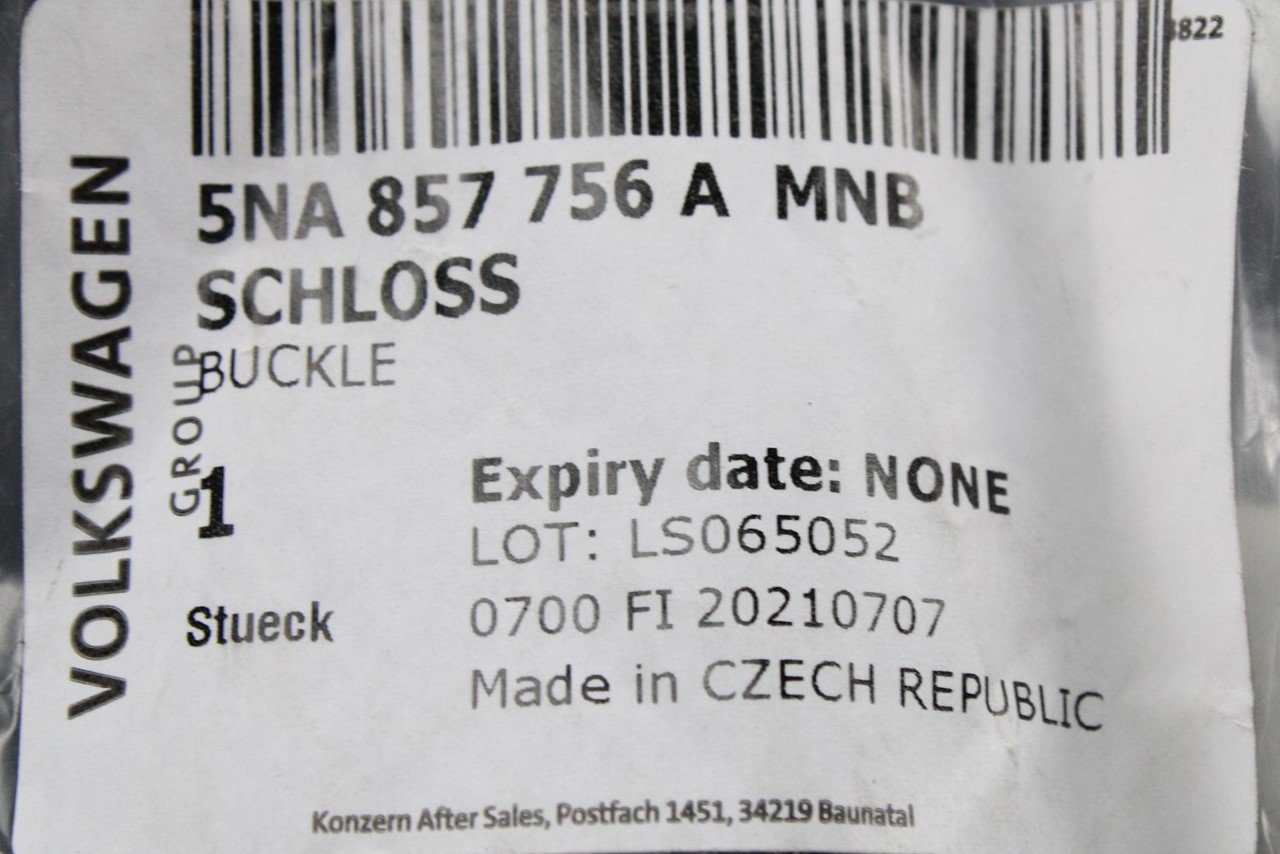 5NA 857 756 A MNB
SCHLOSS
BUCKLE
VOLKSWAGEN
GROUP
1
Stueck
Expiry date: NONE
LOT: LS065052
0700 FI 20210707
Made in CZECH REPUBLIC
Konzern After Sales, Postfach 1451, 34219 Baunatal